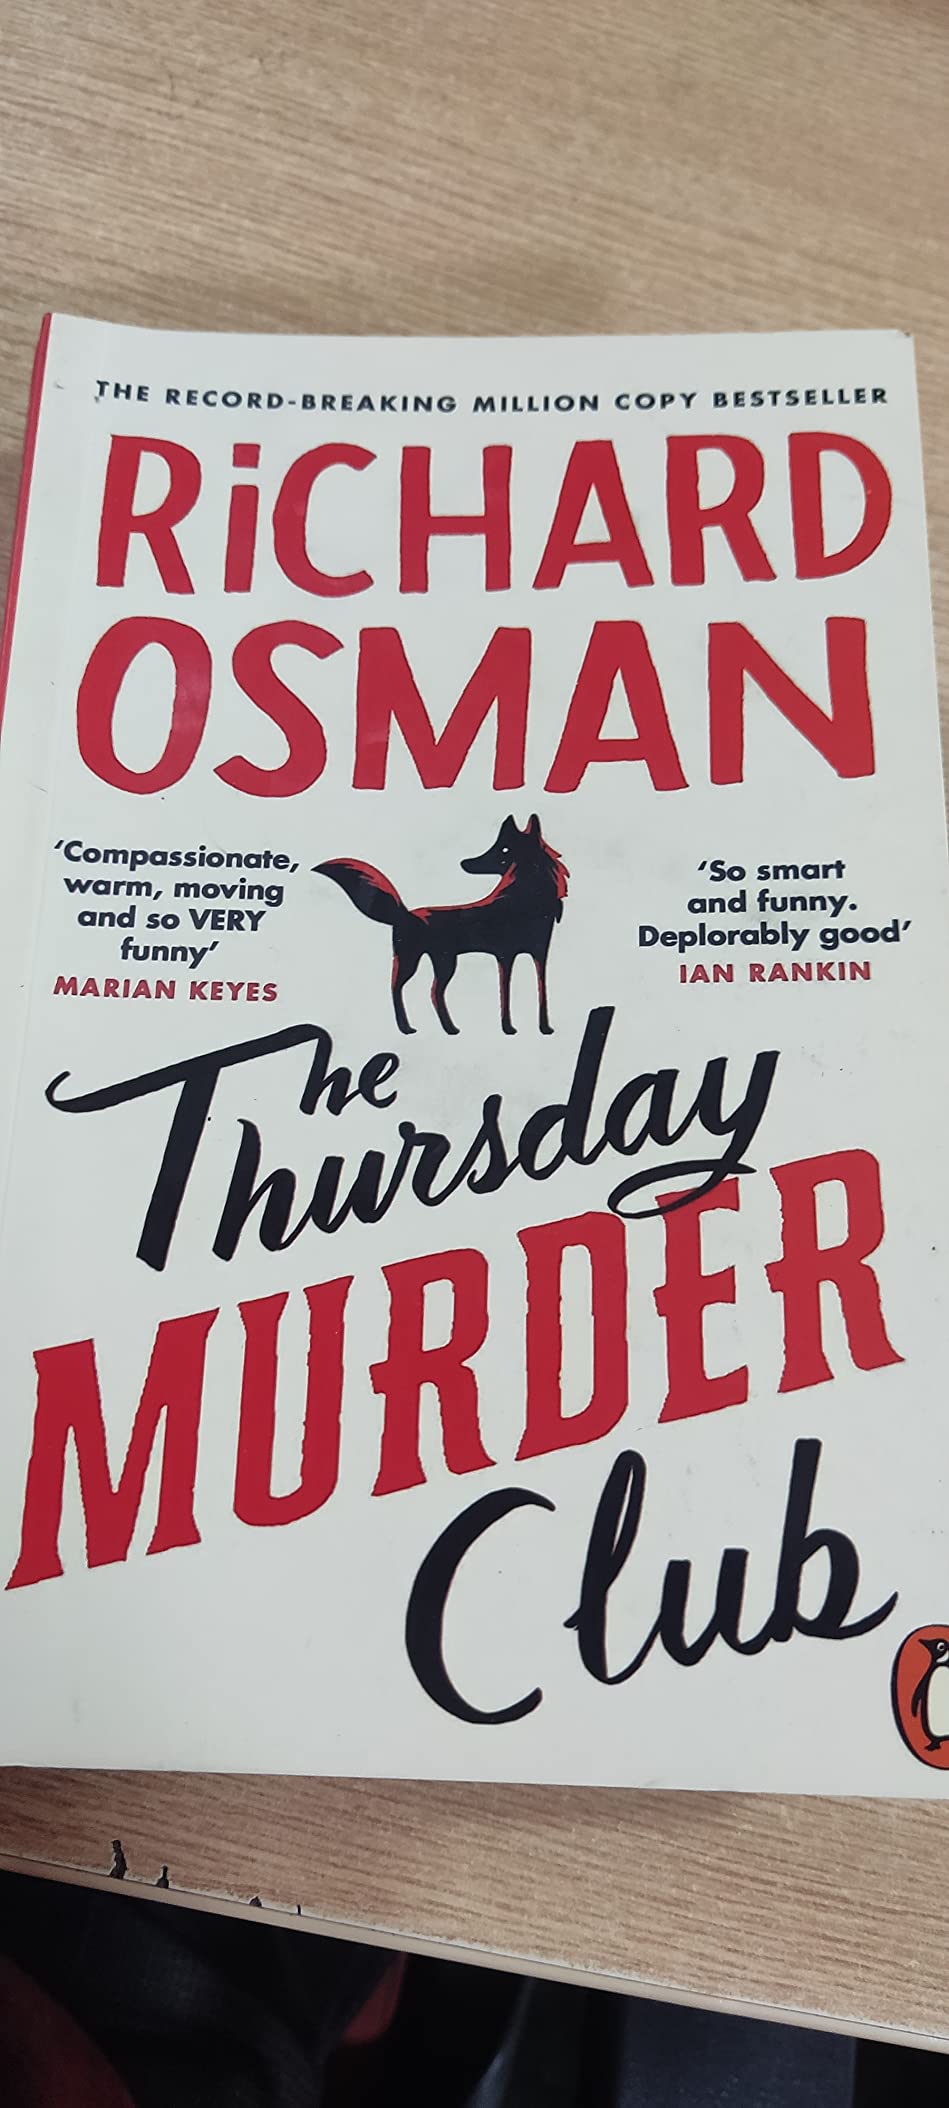 THE RECORD-BREAKING MILLION COPY BESTSELLER
RiCHARD
OSMAN
‘Compassionate,
warm, moving
and so VERY
funny’
MARIAN KEYES
‘So smart
and funny.
Deplorably good’
IAN RANKIN
The
Thursday
MURDER
Club